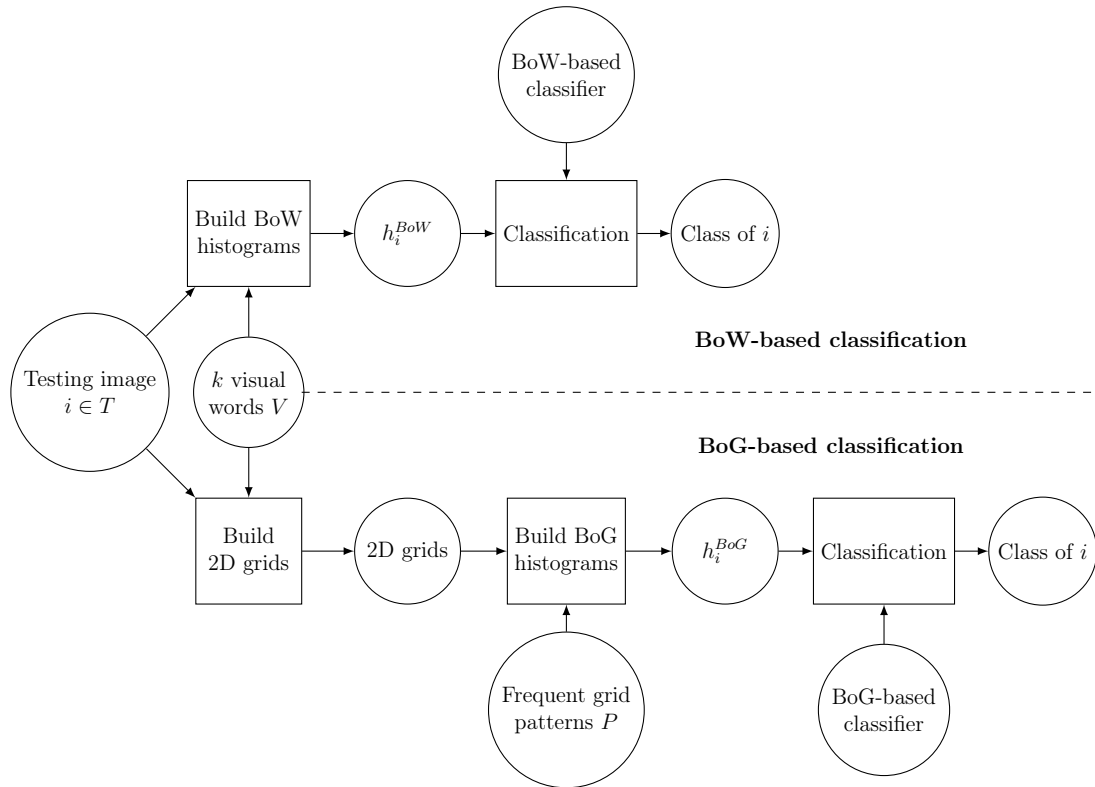 BoW-based
classifier
Build BoW
histograms
$h_i^{BoW}$
Classification
Class of $i$
BoW-based classification
Testing image
$i \in T$
$k$ visual
words $V$
BoG-based classification
Build
2D grids
2D grids
Build BoG
histograms
$h_i^{BoG}$
Classification
Class of $i$
Frequent grid
patterns $P$
BoG-based
classifier